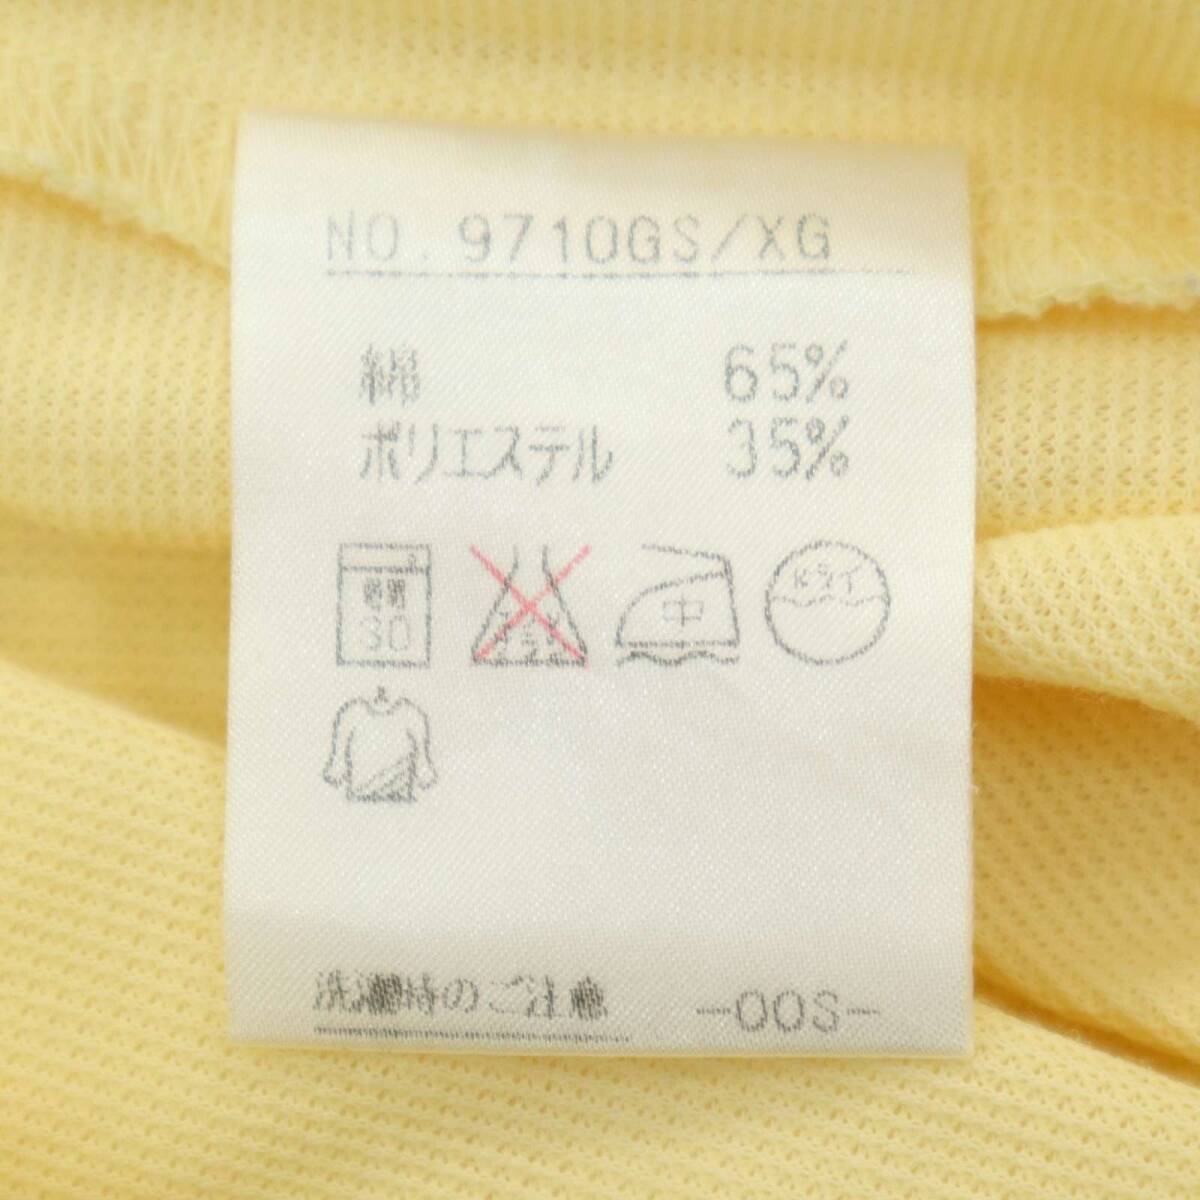 NO. 9710GS/XG
綿 65%
ポリエステル 35%
30
中
ドライ
洗濯時のご注意 -00S-